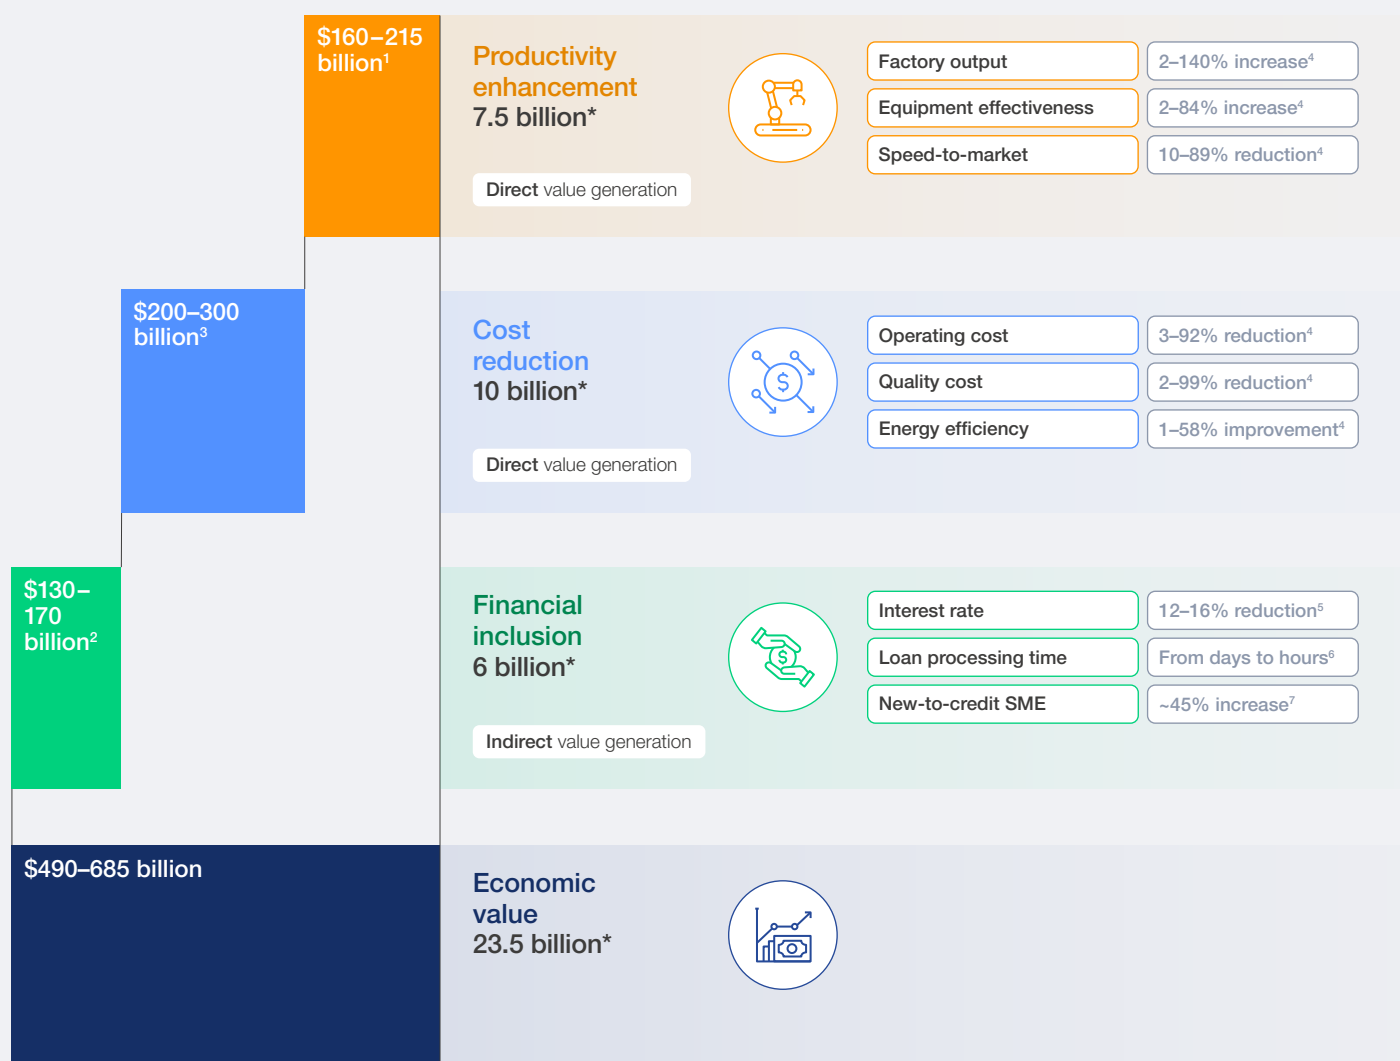 $160–215
billion¹
Productivity
enhancement
7.5 billion*
Direct value generation
Factory output
2–140% increase⁴
Equipment effectiveness
2–84% increase⁴
Speed-to-market
10–89% reduction⁴
$200–300
billion³
Cost
reduction
10 billion*
Direct value generation
Operating cost
3–92% reduction⁴
Quality cost
2–99% reduction⁴
Energy efficiency
1–58% improvement⁴
$130–
170
billion²
Financial
inclusion
6 billion*
Indirect value generation
Interest rate
12–16% reduction⁵
Loan processing time
From days to hours⁶
New-to-credit SME
~45% increase⁷
$490–685 billion
Economic
value
23.5 billion*